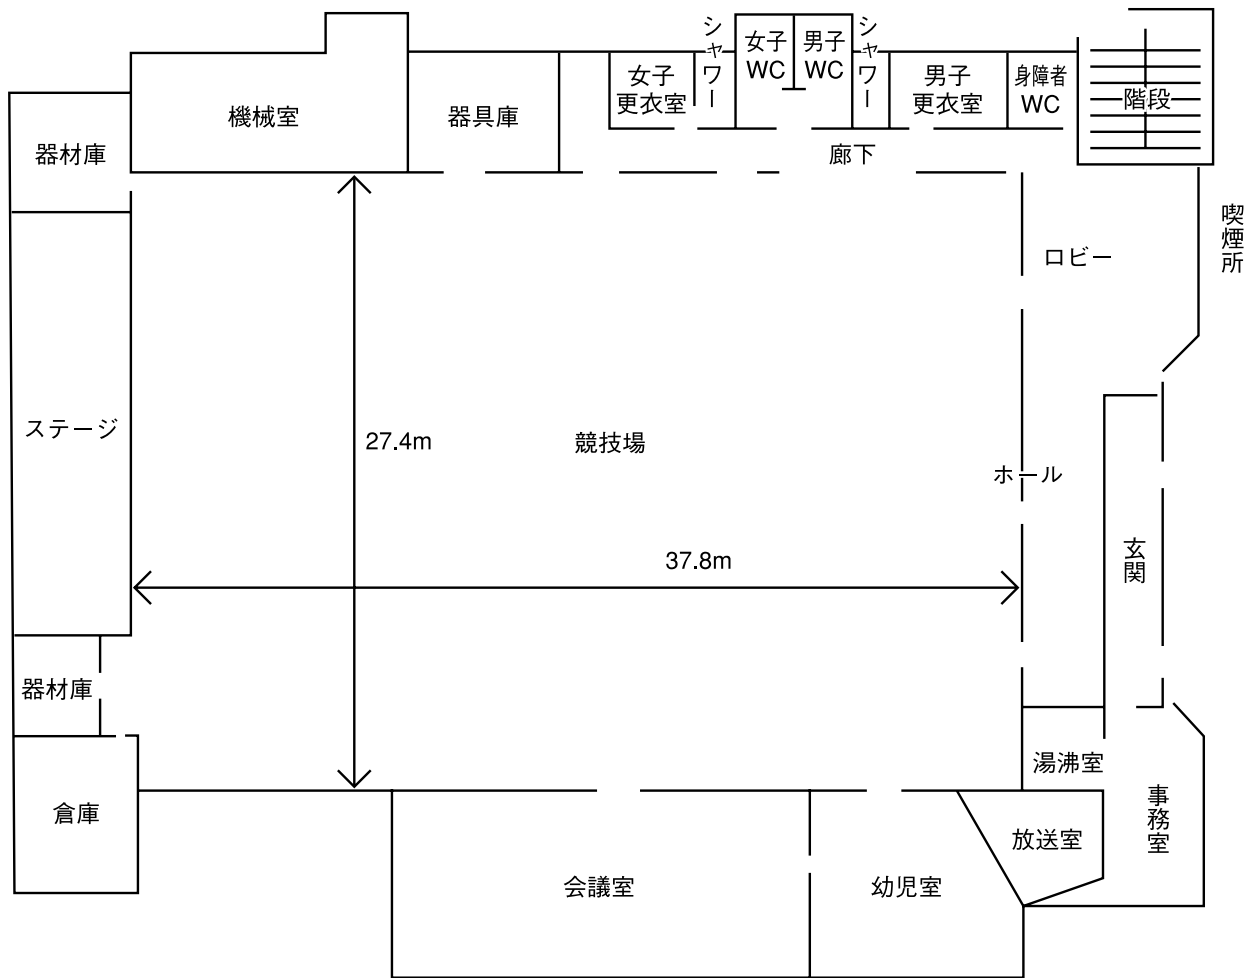 シャワー
女子
WC
男子
WC
シャワー
女子
更衣室
男子
更衣室
身障者
WC
階段
機械室
器具庫
器材庫
廊下
喫煙所
ロビー
ステージ
27.4m
競技場
ホール
37.8m
玄関
器材庫
湯沸室
倉庫
事務室
放送室
会議室
幼児室